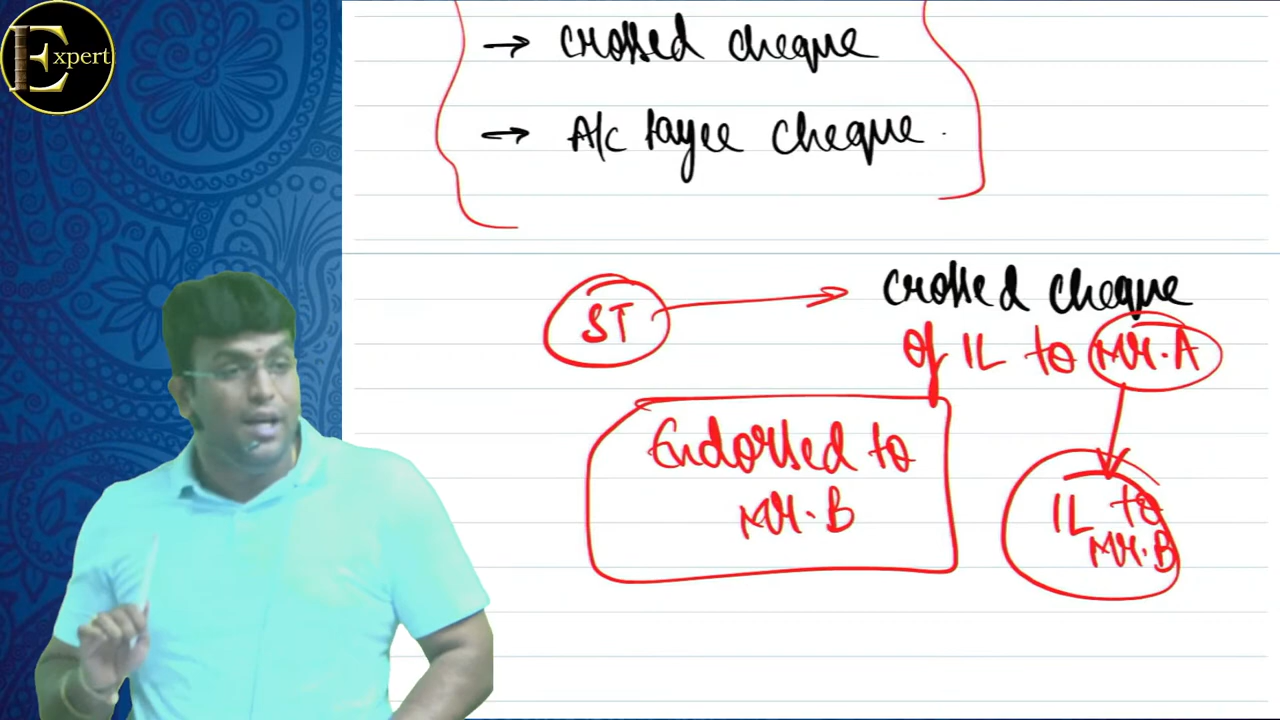 Expert
→ crossed cheque
→ A/c Payee cheque.
ST → crossed cheque
of 1L to Mr. A
Endorsed to
Mr. B
1L to
Mr. B